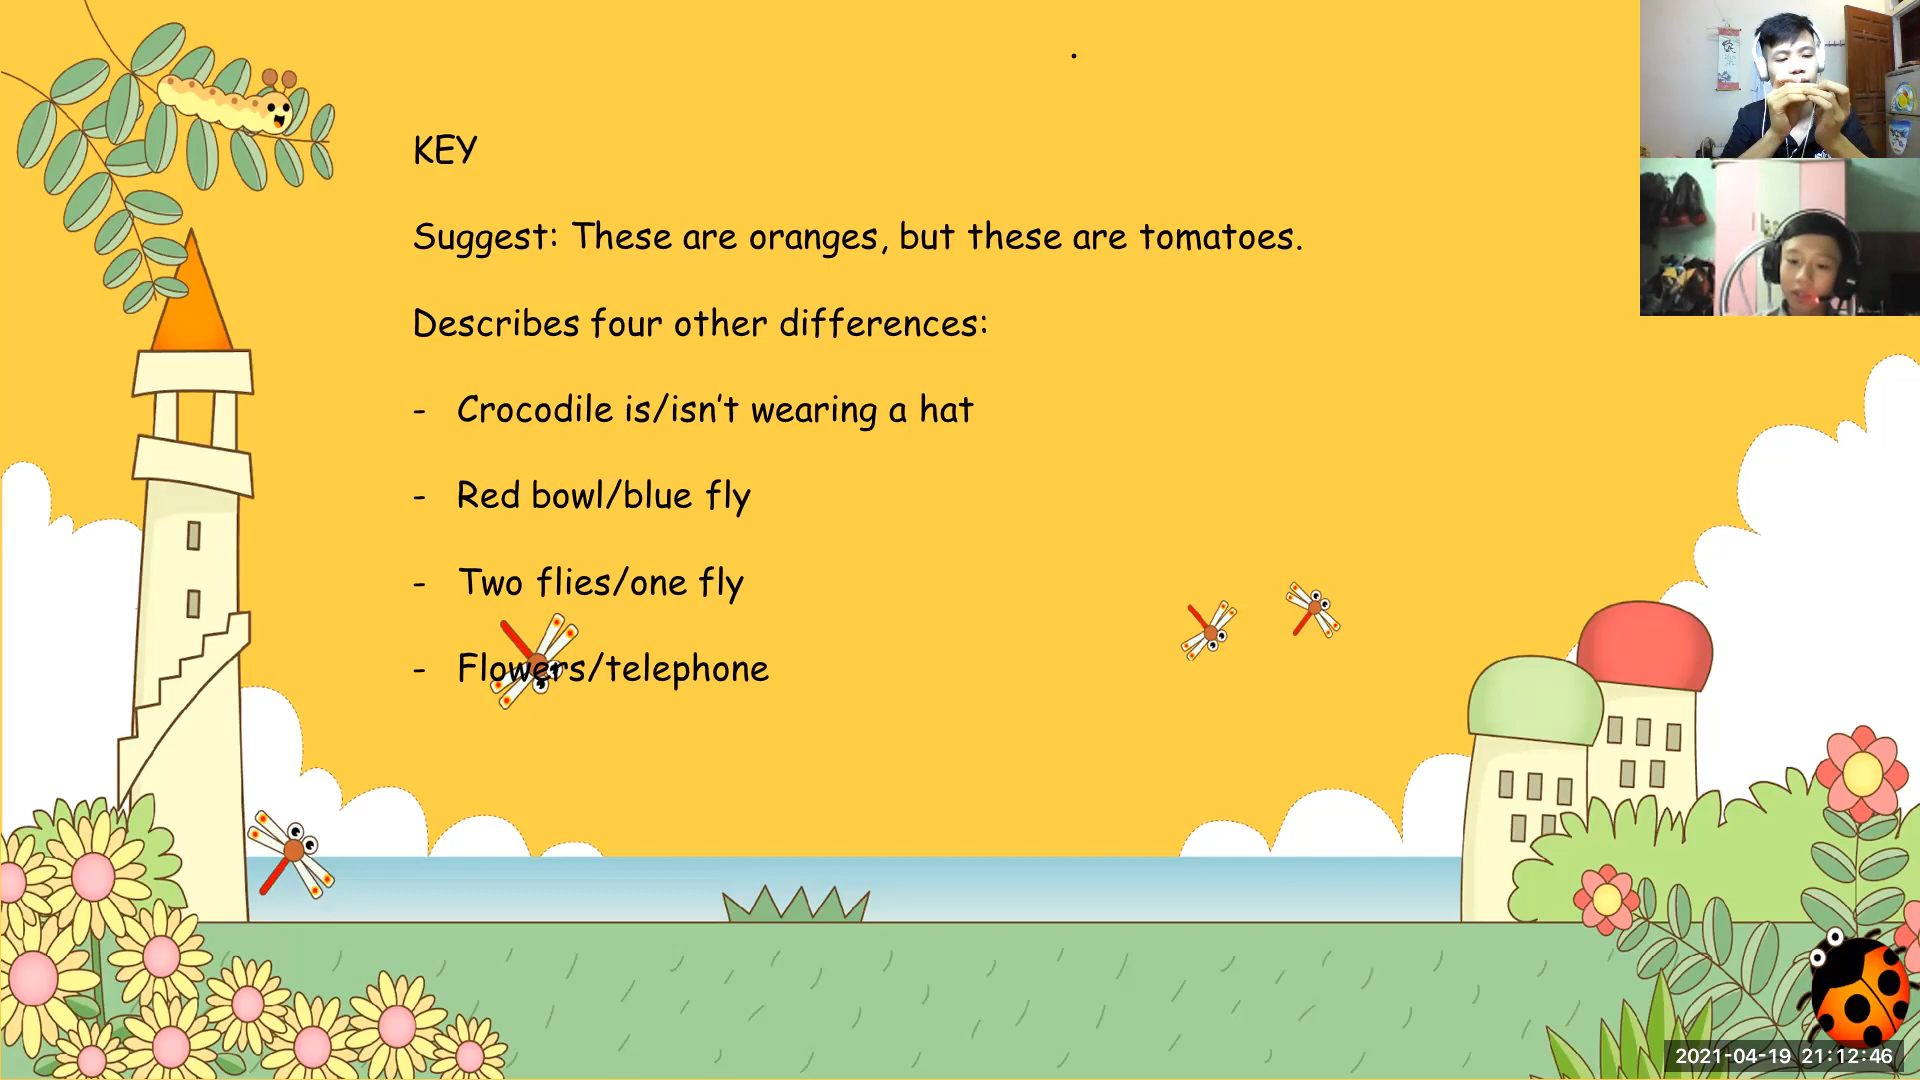 KEY
Suggest: These are oranges, but these are tomatoes.
Describes four other differences:
- Crocodile is/isn't wearing a hat
- Red bowl/blue fly
- Two flies/one fly
- Flowers/telephone
2021-04-19 21:12:46